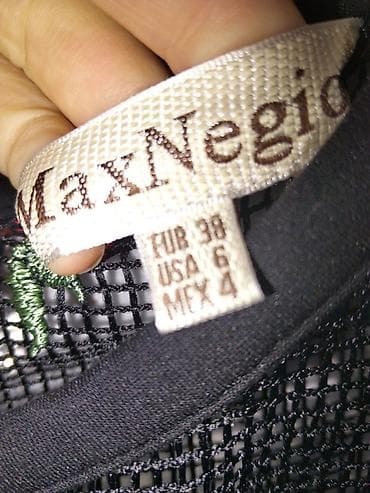 MaxNegio
EUR 38
USA 6
MEX 4